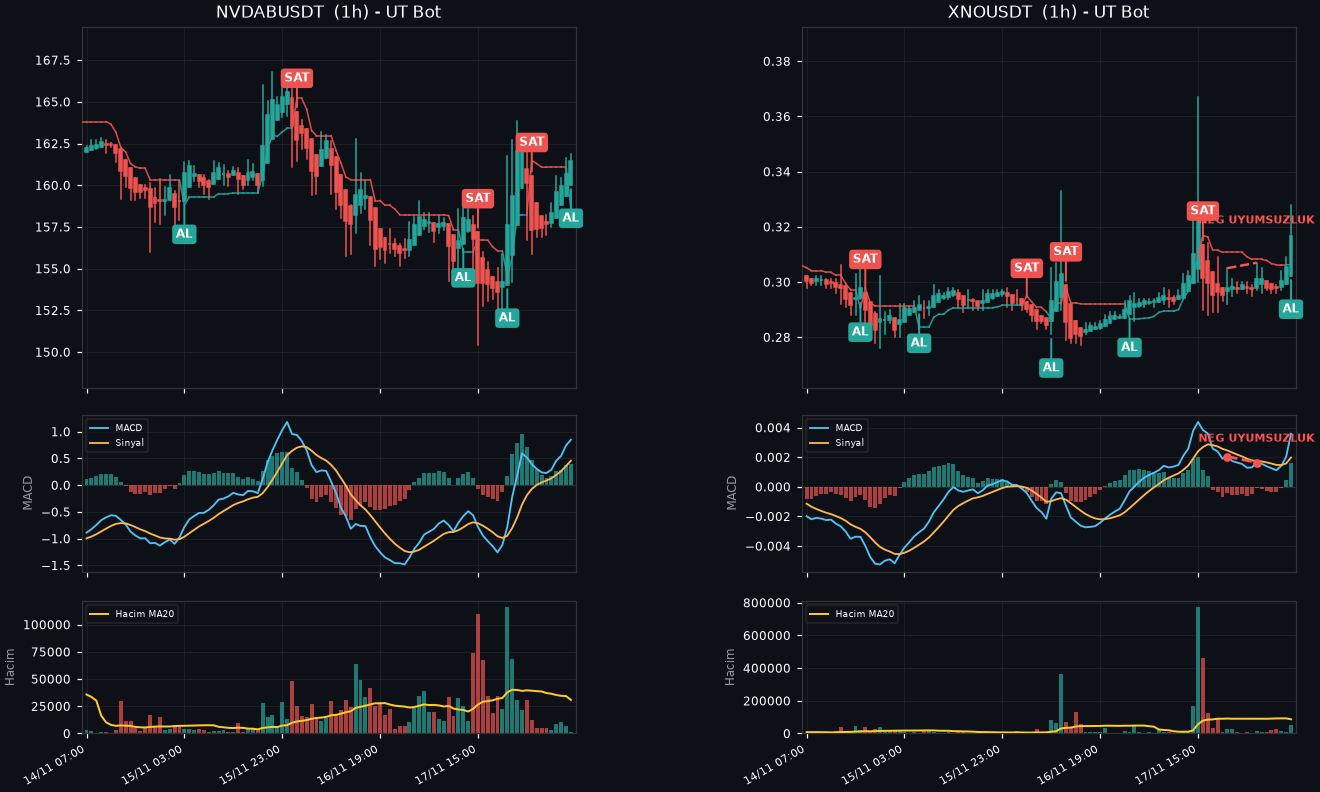 NVDABUSDT (1h) - UT Bot
167.5
165.0
162.5
160.0
157.5
155.0
152.5
150.0
SAT
AL
SAT
AL
SAT
AL
AL
MACD
MACD
Sinyal
1.0
0.5
0.0
−0.5
−1.0
−1.5
Hacim
Hacim MA20
100000
75000
50000
25000
0
14/11 07:00
15/11 03:00
15/11 23:00
16/11 19:00
17/11 15:00
XNOUSDT (1h) - UT Bot
0.38
0.36
0.34
0.32
0.30
0.28
SAT
AL
AL
SAT
SAT
AL
AL
SAT
NEG UYUMSUZLUK
AL
MACD
MACD
Sinyal
NEG UYUMSUZLUK
0.004
0.002
0.000
−0.002
−0.004
Hacim
Hacim MA20
800000
600000
400000
200000
0
14/11 07:00
15/11 03:00
15/11 23:00
16/11 19:00
17/11 15:00